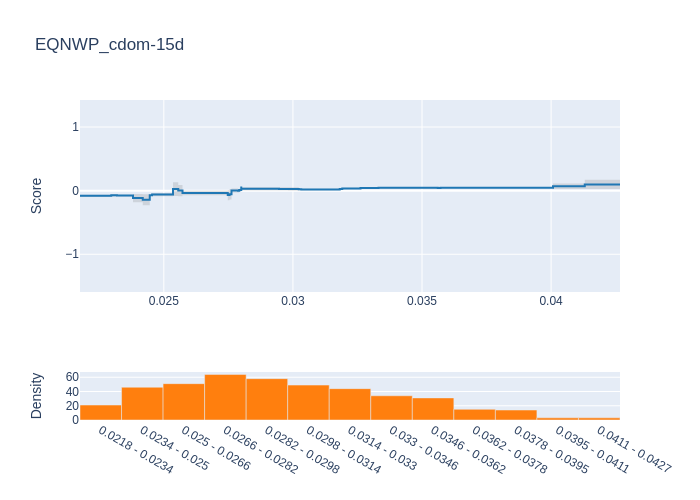 EQNWP_cdom-15d
Score
1
0
−1
0.025
0.03
0.035
0.04
Density
60
40
20
0
0.0218 - 0.0234
0.0234 - 0.025
0.025 - 0.0266
0.0266 - 0.0282
0.0282 - 0.0298
0.0298 - 0.0314
0.0314 - 0.033
0.033 - 0.0346
0.0346 - 0.0362
0.0362 - 0.0378
0.0378 - 0.0395
0.0395 - 0.0411
0.0411 - 0.0427